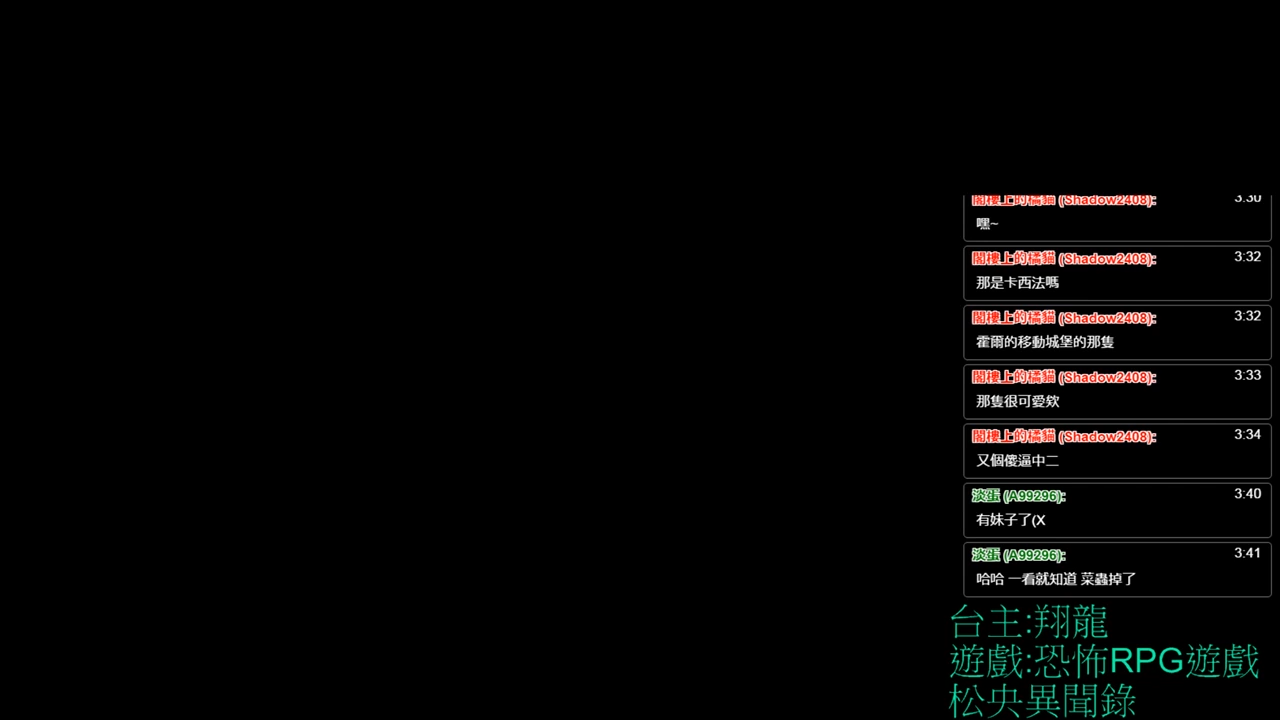 閣樓上的橘貓 (Shadow2408): 3:30
嘿~
閣樓上的橘貓 (Shadow2408): 3:32
那是卡西法嗎
閣樓上的橘貓 (Shadow2408): 3:32
霍爾的移動城堡的那隻
閣樓上的橘貓 (Shadow2408): 3:33
那隻很可愛欸
閣樓上的橘貓 (Shadow2408): 3:34
又個傻逼中二
淡蛋 (A99296): 3:40
有妹子了(X
淡蛋 (A99296): 3:41
哈哈 一看就知道 菜蟲掉了
台主:翔龍
遊戲:恐怖RPG遊戲
松央異聞錄